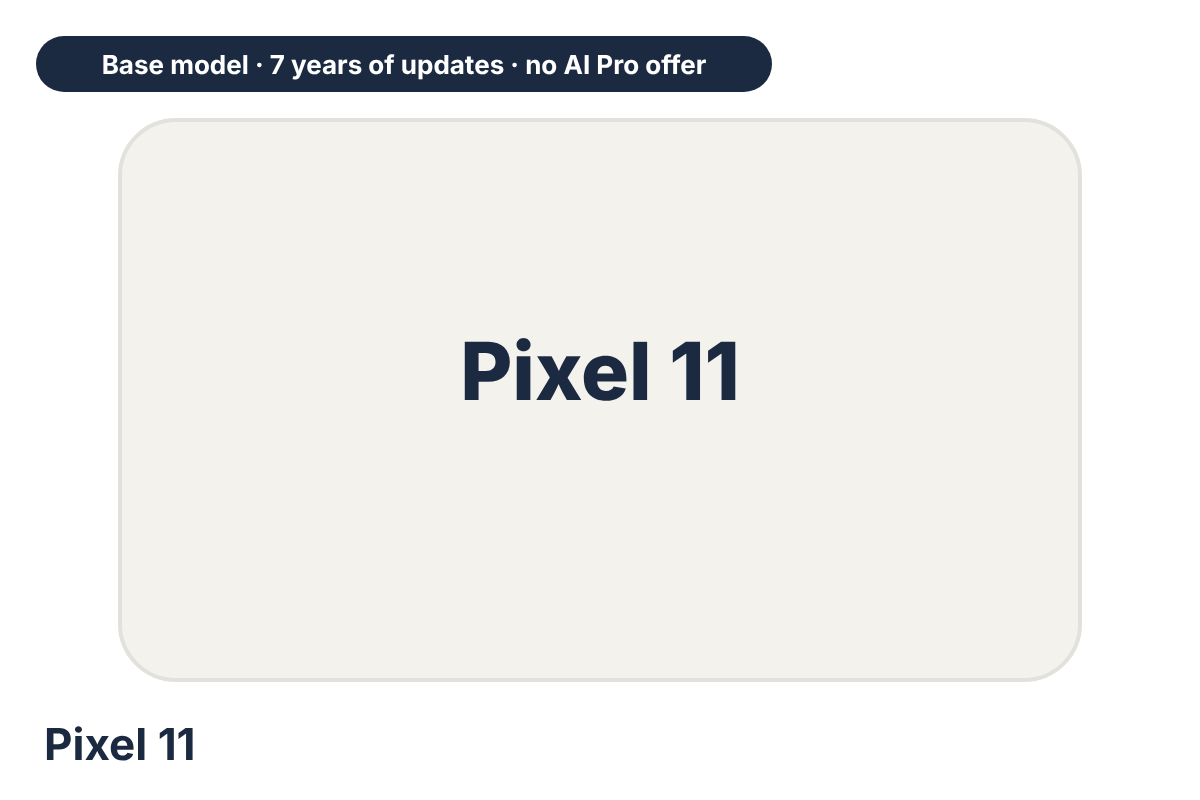 Base model · 7 years of updates · no AI Pro offer
Pixel 11
Pixel 11